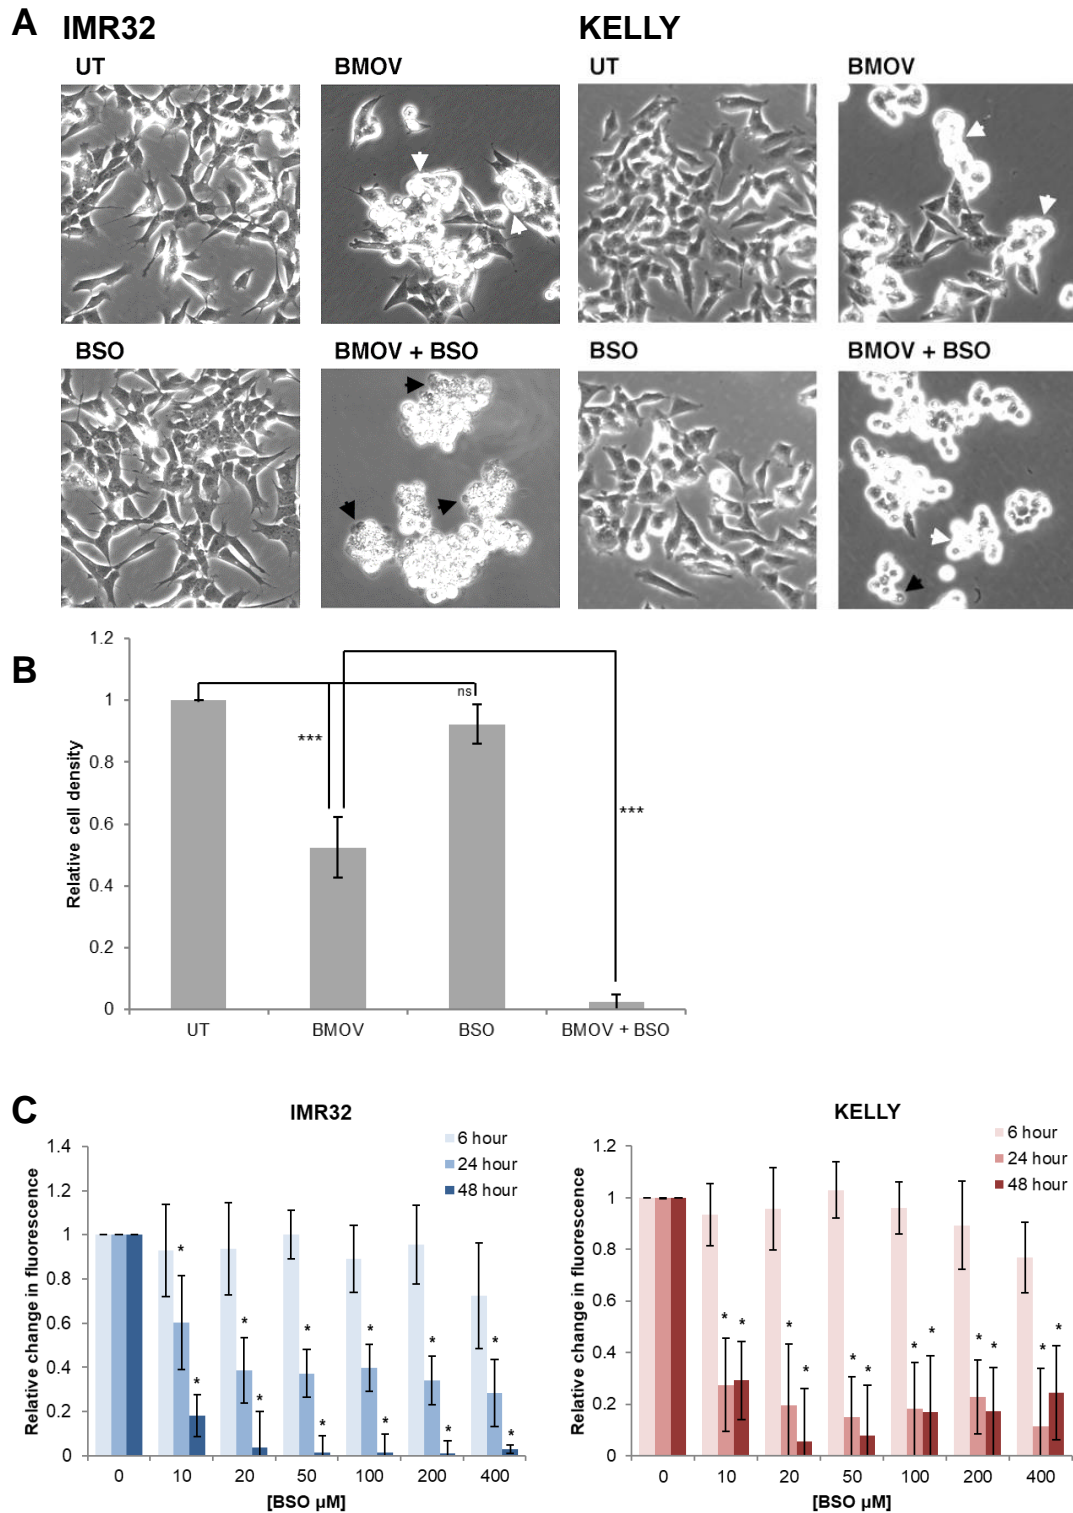 A IMR32 KELLY
UT BMOV UT BMOV
BSO BMOV + BSO BSO BMOV + BSO
B
1.2
1
0.8
0.6
0.4
0.2
0
Relative cell density
***
ns
***
UT BMOV BSO BMOV + BSO
C
IMR32
6 hour
24 hour
48 hour
1.4
1.2
1
0.8
0.6
0.4
0.2
0
Relative change in fluorescence
* * * * * * * * * * * *
0 10 20 50 100 200 400
[BSO µM]
KELLY
6 hour
24 hour
48 hour
1.2
1
0.8
0.6
0.4
0.2
0
Relative change in fluorescence
* * * * * * * * * * * *
0 10 20 50 100 200 400
[BSO µM]